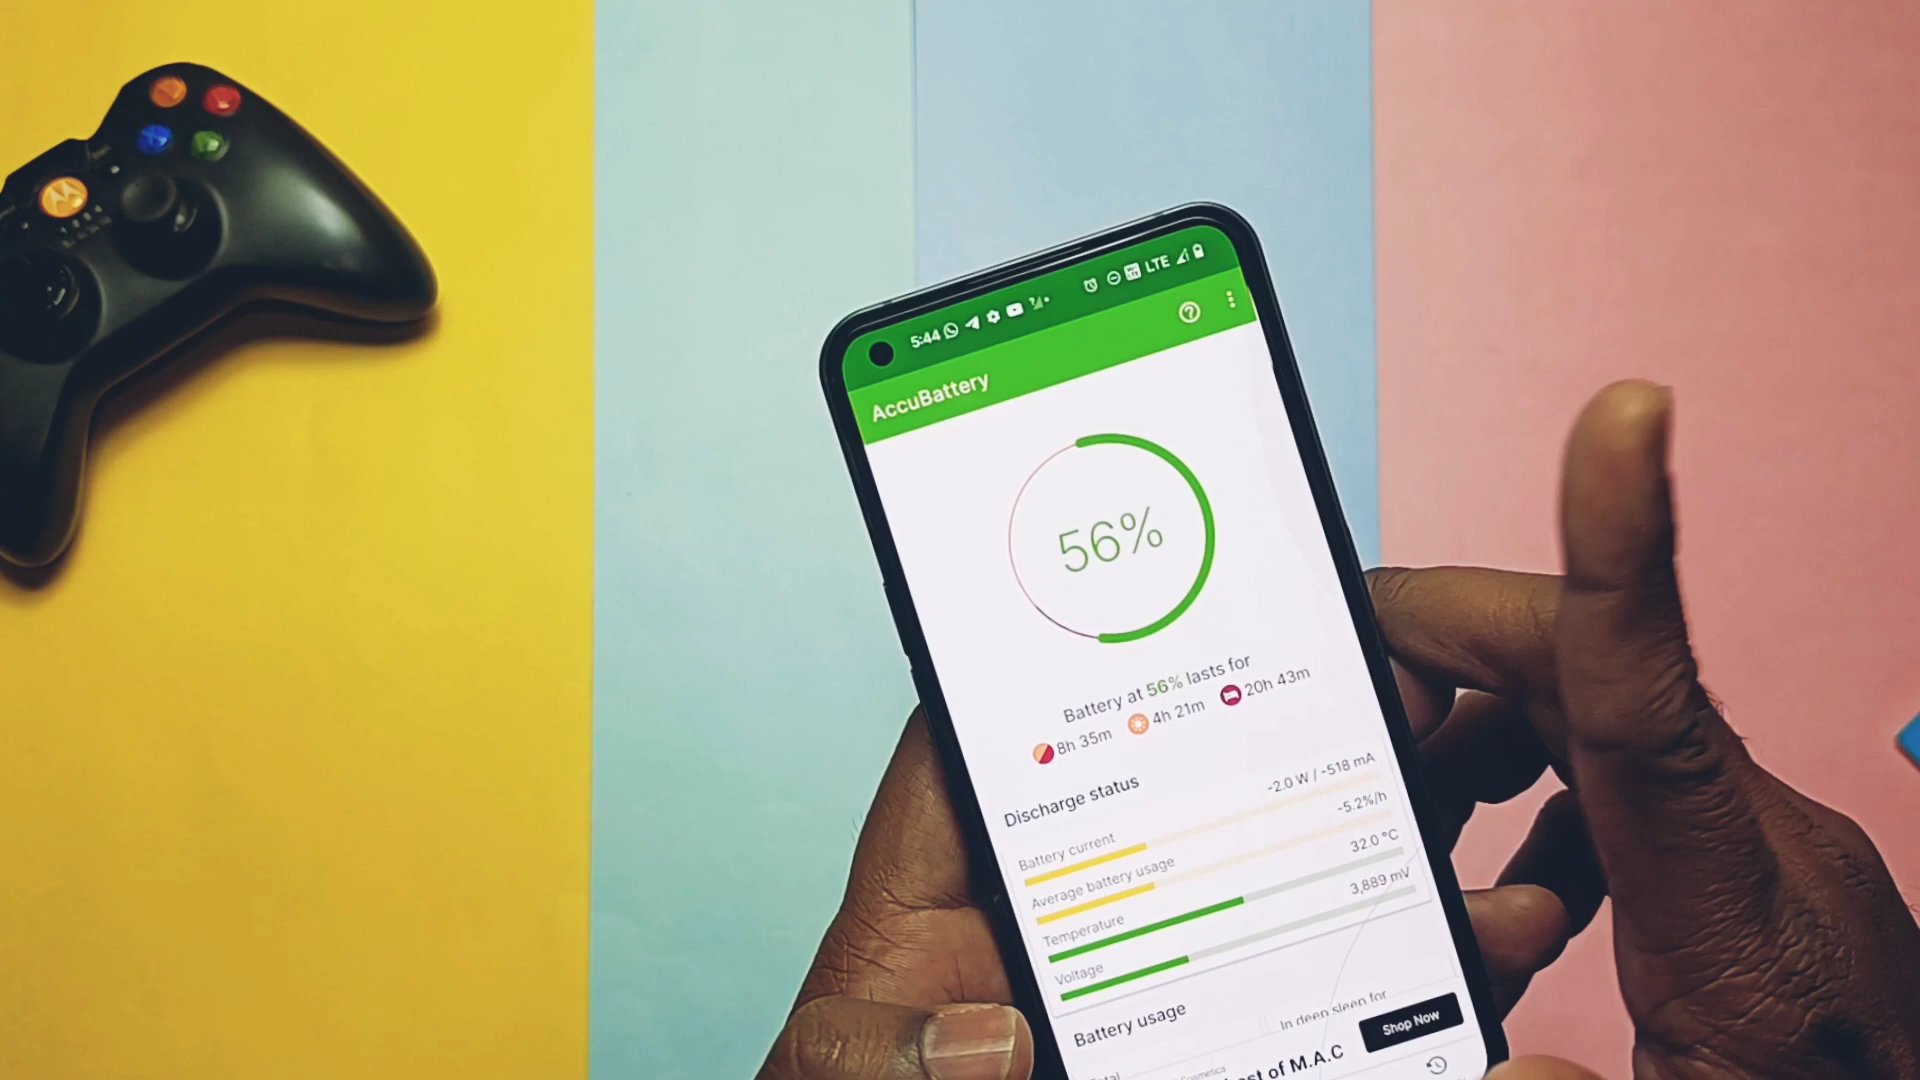 5:44 LTE
AccuBattery
56%
Battery at 56% lasts for
8h 35m 4h 21m 20h 43m
Discharge status
-2.0 W / -518 mA
Battery current
-5.2%/h
Average battery usage
32.0 °C
Temperature
3,889 mV
Voltage
Battery usage
In deep sleep for
Shop Now
of M.A.C
Cosmetics